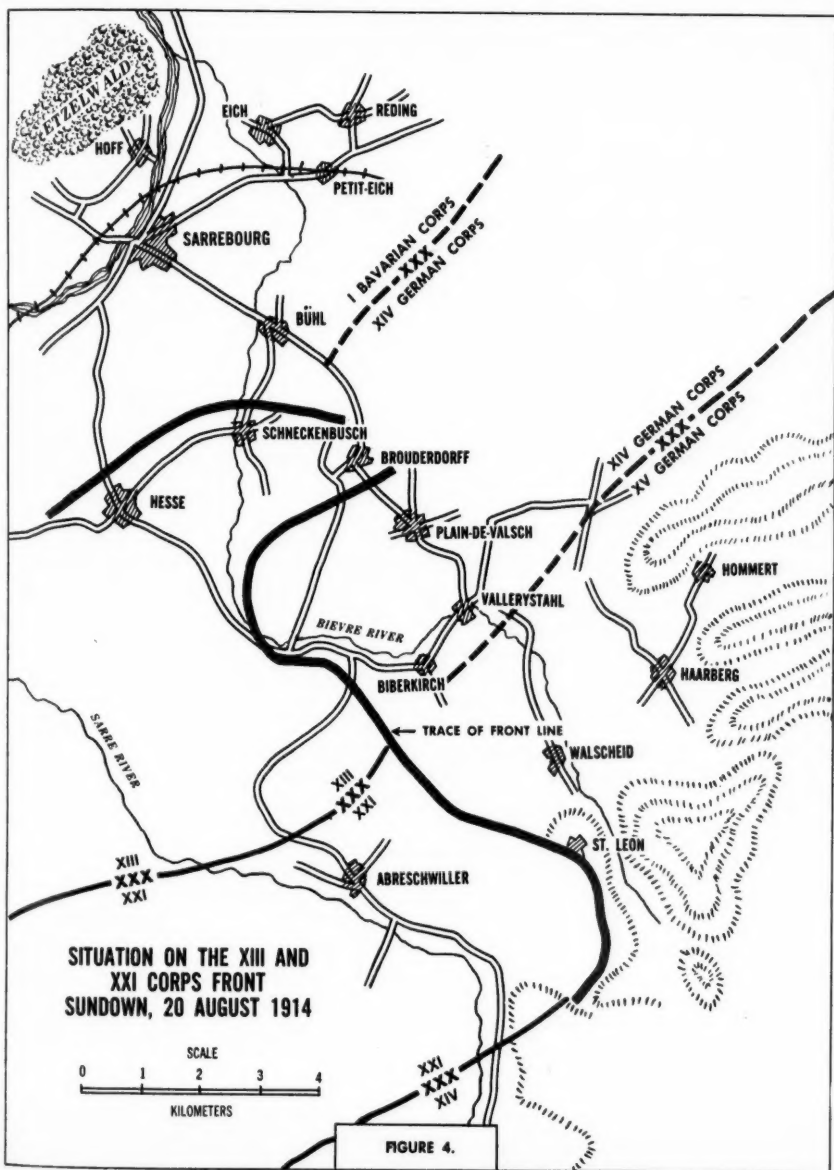 ETZELWALD
HOFF
EICH
REDING
PETIT-EICH
SARREBOURG
I BAVARIAN CORPS
XXX
XIV GERMAN CORPS
BÜHL
XIV GERMAN CORPS
XXX
XV GERMAN CORPS
SCHNECKENBUSCH
BROUDERDORFF
HESSE
PLAIN-DE-VALSCH
HOMMERT
VALLERYSTAHL
BIEVRE RIVER
BIBERKIRCH
HAARBERG
SARRE RIVER
TRACE OF FRONT LINE
WALSCHEID
XIII
XXX
XXI
ST. LEON
XIII
XXX
XXI
ABRESCHWILLER
SITUATION ON THE XIII AND
XXI CORPS FRONT
SUNDOWN, 20 AUGUST 1914
SCALE
0 1 2 3 4
KILOMETERS
XXI
XXX
XIV
FIGURE 4.